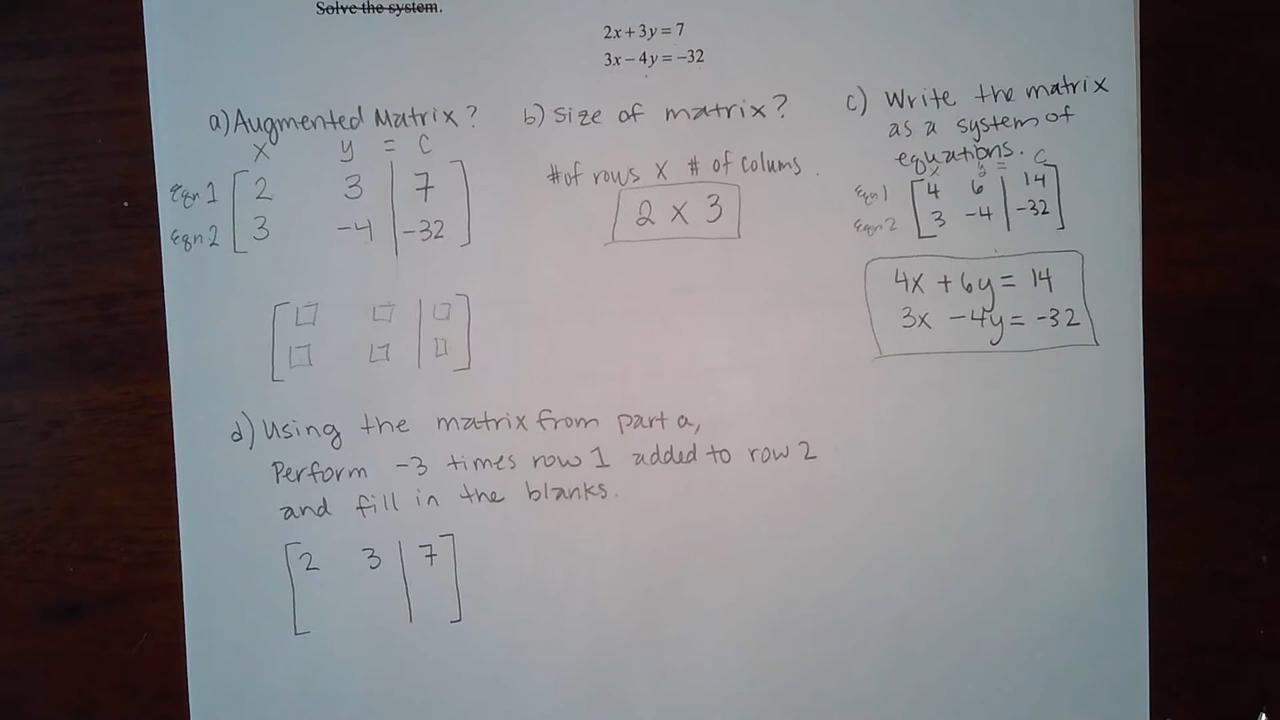 Solve the system.
2x + 3y = 7
3x − 4y = −32
a) Augmented Matrix?
x y = C
Eqn 1 [ 2 3 | 7 ]
Eqn 2 [ 3 -4 | -32 ]
[ □ □ | □ ]
[ □ □ | □ ]
b) Size of matrix?
# of rows x # of colums.
2 x 3
c) Write the matrix
as a system of
equations.
x y = C
Eqn 1 [ 4 6 | 14 ]
Eqn 2 [ 3 -4 | -32 ]
4x + 6y = 14
3x - 4y = -32
d) Using the matrix from part a,
Perform -3 times row 1 added to row 2
and fill in the blanks.
[ 2 3 | 7 ]